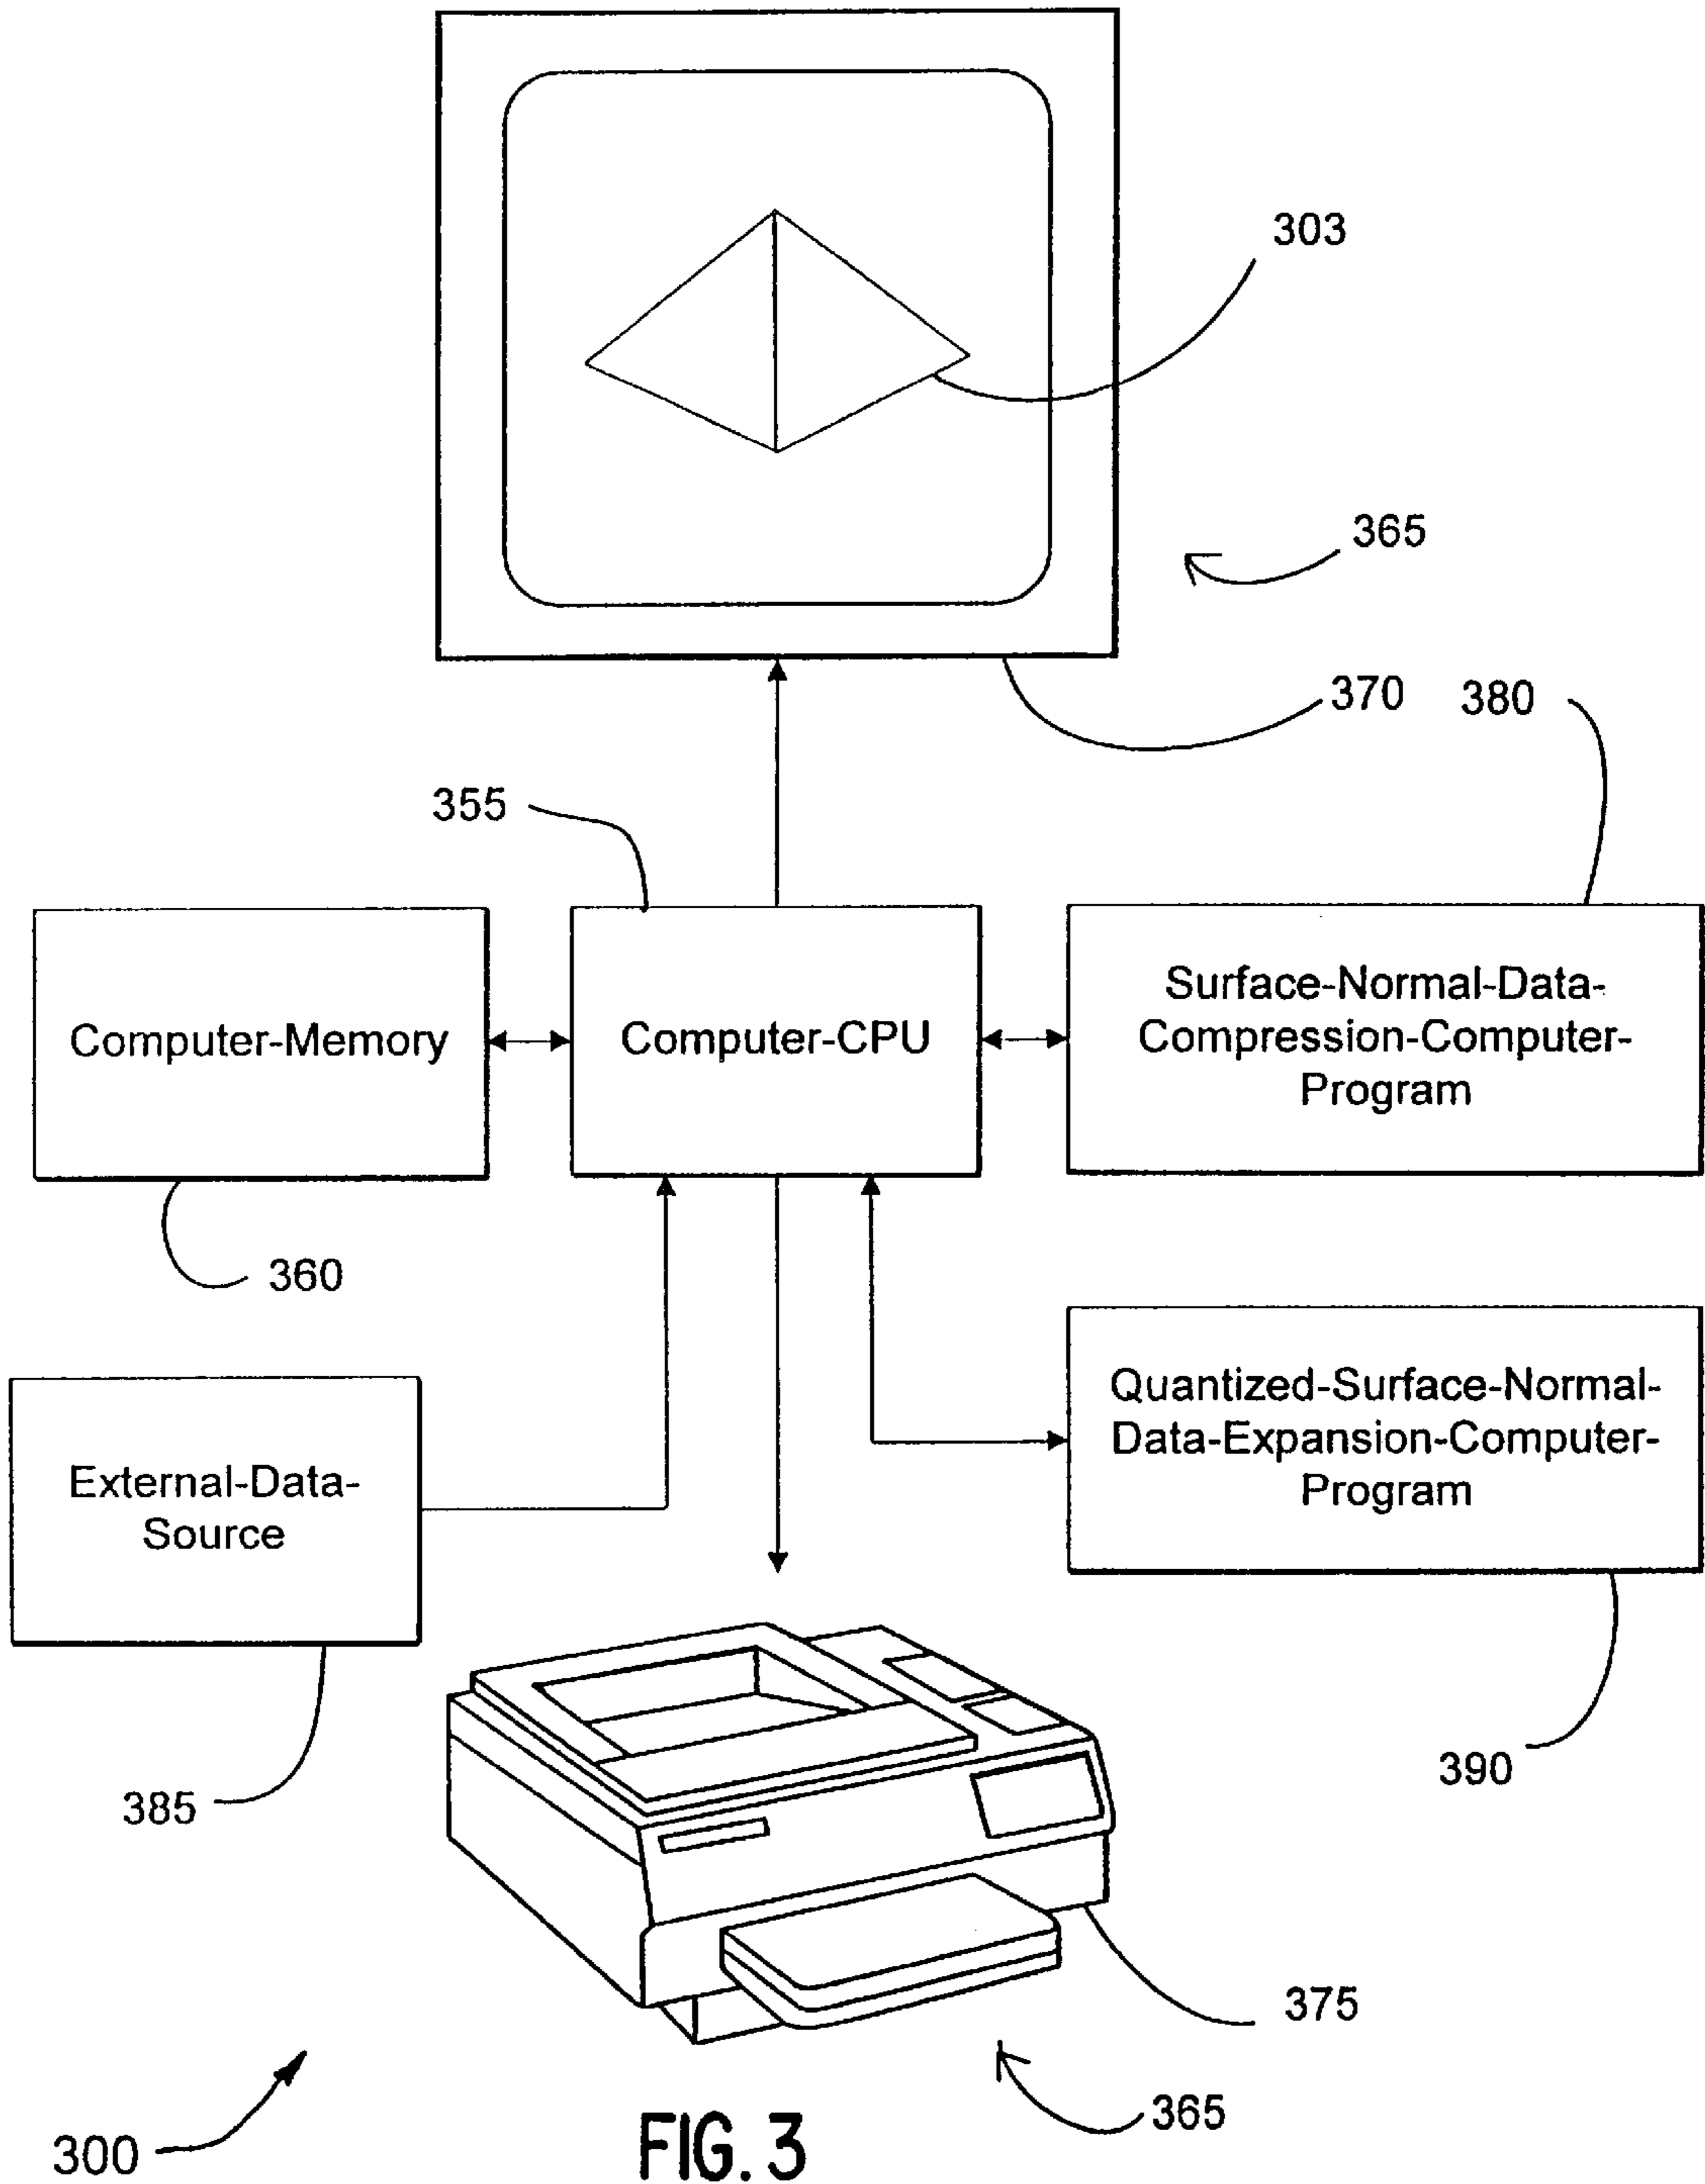 303
365
370
380
355
Computer-Memory
Computer-CPU
Surface-Normal-Data-
Compression-Computer-
Program
360
External-Data-
Source
Quantized-Surface-Normal-
Data-Expansion-Computer-
Program
385
390
375
365
300
FIG. 3